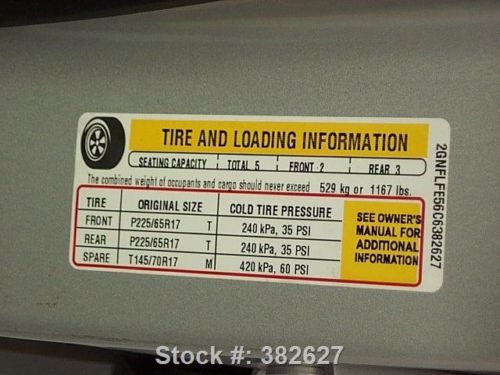 TIRE AND LOADING INFORMATION
SEATING CAPACITY TOTAL 5 FRONT 2 REAR 3
The combined weight of occupants and cargo should never exceed 529 kg or 1167 lbs.
TIRE ORIGINAL SIZE COLD TIRE PRESSURE
FRONT P225/65R17 T 240 kPa, 35 PSI
REAR P225/65R17 T 240 kPa, 35 PSI
SPARE T145/70R17 M 420 kPa, 60 PSI
SEE OWNER'S
MANUAL FOR
ADDITIONAL
INFORMATION
2GNFLFE56C6382627
Stock #: 382627